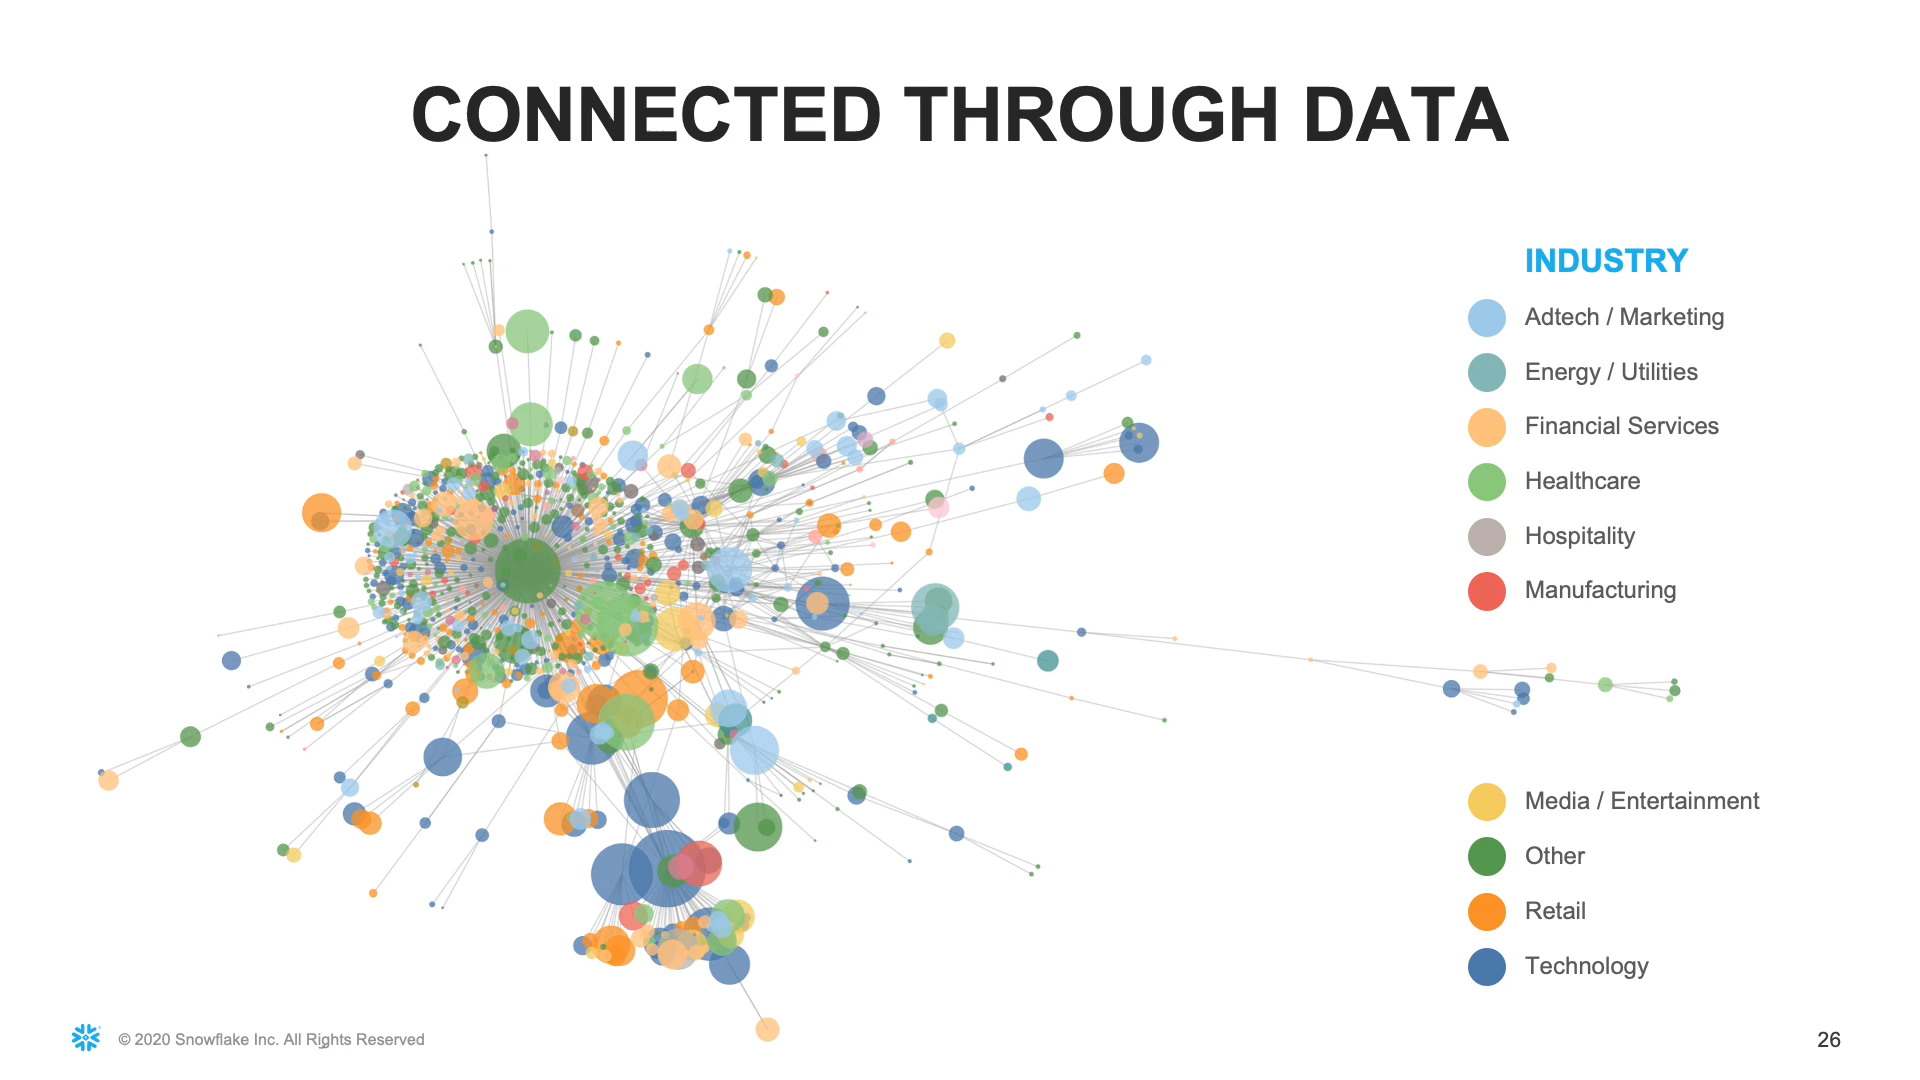 CONNECTED THROUGH DATA
INDUSTRY
Adtech / Marketing
Energy / Utilities
Financial Services
Healthcare
Hospitality
Manufacturing
Media / Entertainment
Other
Retail
Technology
© 2020 Snowflake Inc. All Rights Reserved
26